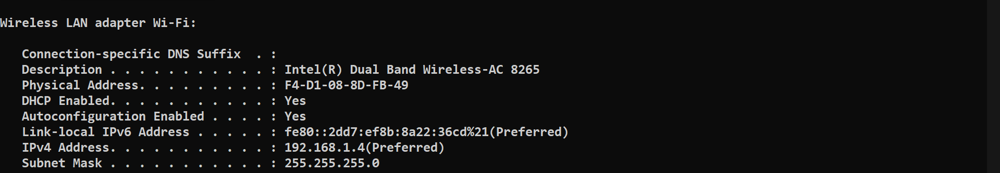 Wireless LAN adapter Wi-Fi:
Connection-specific DNS Suffix  . :
Description . . . . . . . . . . . : Intel(R) Dual Band Wireless-AC 8265
Physical Address. . . . . . . . . : F4-D1-08-8D-FB-49
DHCP Enabled. . . . . . . . . . . : Yes
Autoconfiguration Enabled . . . . : Yes
Link-local IPv6 Address . . . . . : fe80::2dd7:ef8b:8a22:36cd%21(Preferred)
IPv4 Address. . . . . . . . . . . : 192.168.1.4(Preferred)
Subnet Mask . . . . . . . . . . . : 255.255.255.0